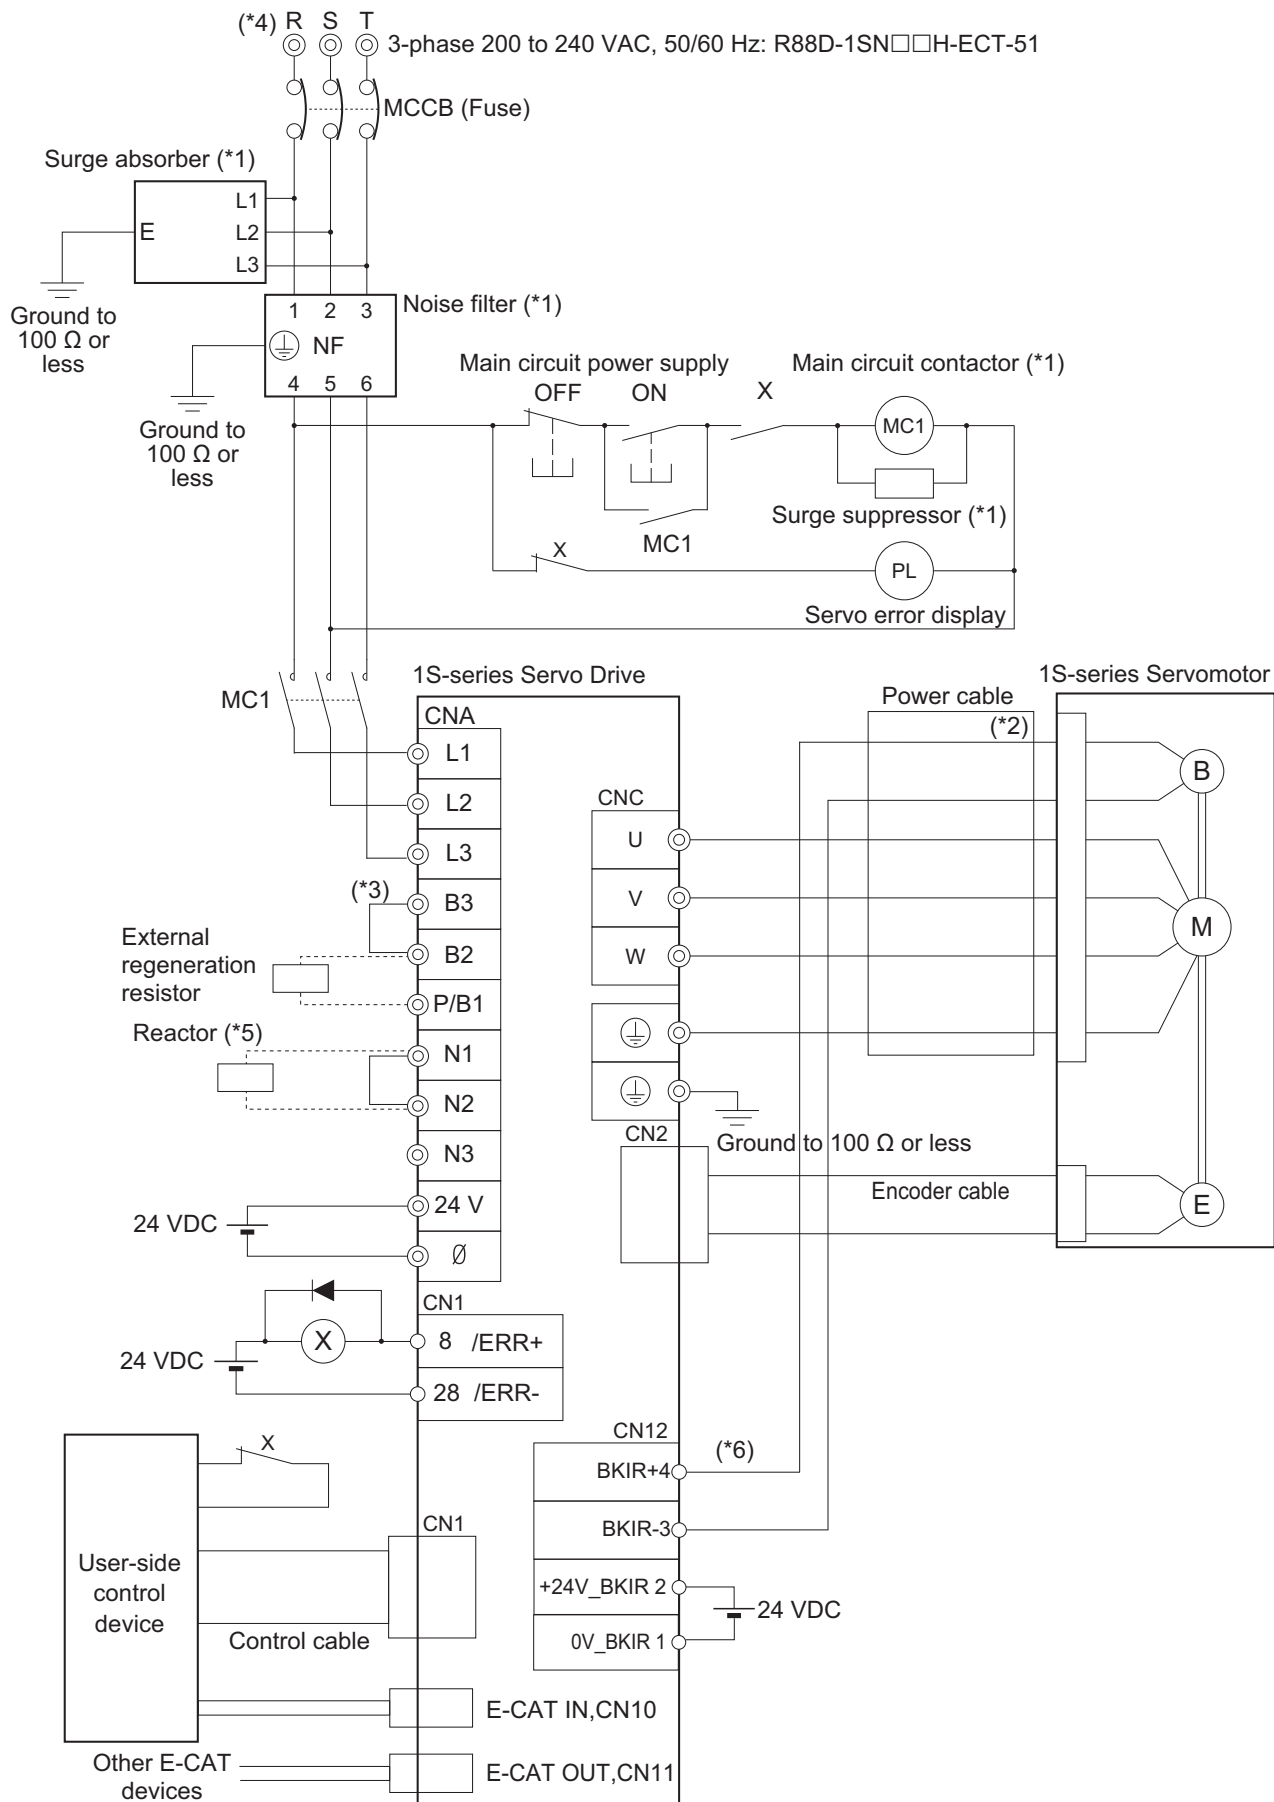 (*4) R S T
3-phase 200 to 240 VAC, 50/60 Hz: R88D-1SN□□H-ECT-51
MCCB (Fuse)
Surge absorber (*1)
L1
E
L2
L3
Ground to
100 Ω or
less
1 2 3
Noise filter (*1)
NF
4 5 6
Ground to
100 Ω or
less
Main circuit power supply
OFF ON
X
Main circuit contactor (*1)
MC1
Surge suppressor (*1)
MC1
X
PL
Servo error display
MC1
1S-series Servo Drive
1S-series Servomotor
Power cable
(*2)
CNA
L1
L2
L3
(*3)
B3
B2
P/B1
External
regeneration
resistor
Reactor (*5)
N1
N2
N3
24 V
Ø
24 VDC
CNC
U
V
W
B
M
E
Ground to 100 Ω or less
CN2
Encoder cable
CN1
X
8 /ERR+
24 VDC
28 /ERR-
CN12
(*6)
BKIR+4
BKIR-3
+24V_BKIR 2
0V_BKIR 1
24 VDC
X
User-side
control
device
CN1
Control cable
E-CAT IN,CN10
Other E-CAT
devices
E-CAT OUT,CN11